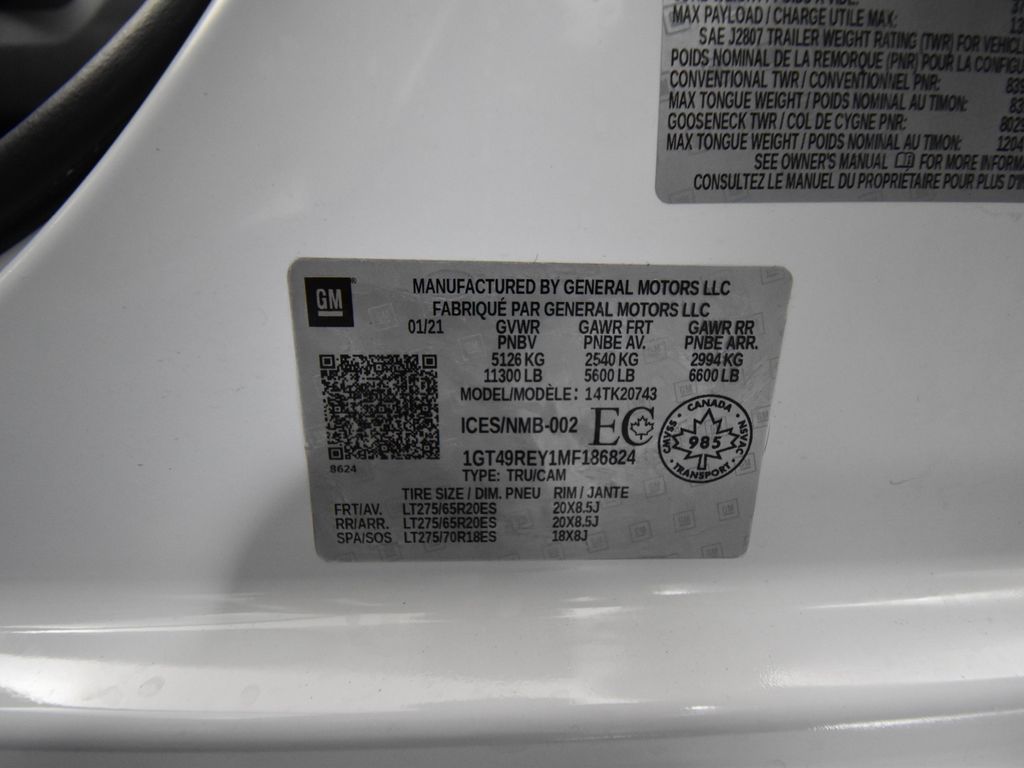 MAX PAYLOAD / CHARGE UTILE MAX:
SAE J2807 TRAILER WEIGHT RATING (TWR) FOR
POIDS NOMINAL DE LA REMORQUE (PNR) POUR LA
CONVENTIONAL TWR / CONVENTIONNEL PNR:
MAX TONGUE WEIGHT / POIDS NOMINAL AU TIMON:
GOOSENECK TWR / COL DE CYGNE PNR:
MAX TONGUE WEIGHT / POIDS NOMINAL AU TIMON:
SEE OWNER'S MANUAL FOR MORE
CONSULTEZ LE MANUEL DU PROPRIÉTAIRE POUR PLUS
GM®
MANUFACTURED BY GENERAL MOTORS LLC
FABRIQUÉ PAR GENERAL MOTORS LLC
01/21 GVWR GAWR FRT GAWR RR
PNBV PNBE AV. PNBE ARR.
5126 KG 2540 KG 2994 KG
11300 LB 5600 LB 6600 LB
MODEL/MODÈLE: 14TK20743
ICES/NMB-002 EC
CANADA
CMVSS 985 NSVAC
TRANSPORT
8624
1GT49REY1MF186824
TYPE: TRU/CAM
TIRE SIZE / DIM. PNEU RIM / JANTE
FRT/AV. LT275/65R20ES 20X8.5J
RR/ARR. LT275/65R20ES 20X8.5J
SPA/SOS LT275/70R18ES 18X8J